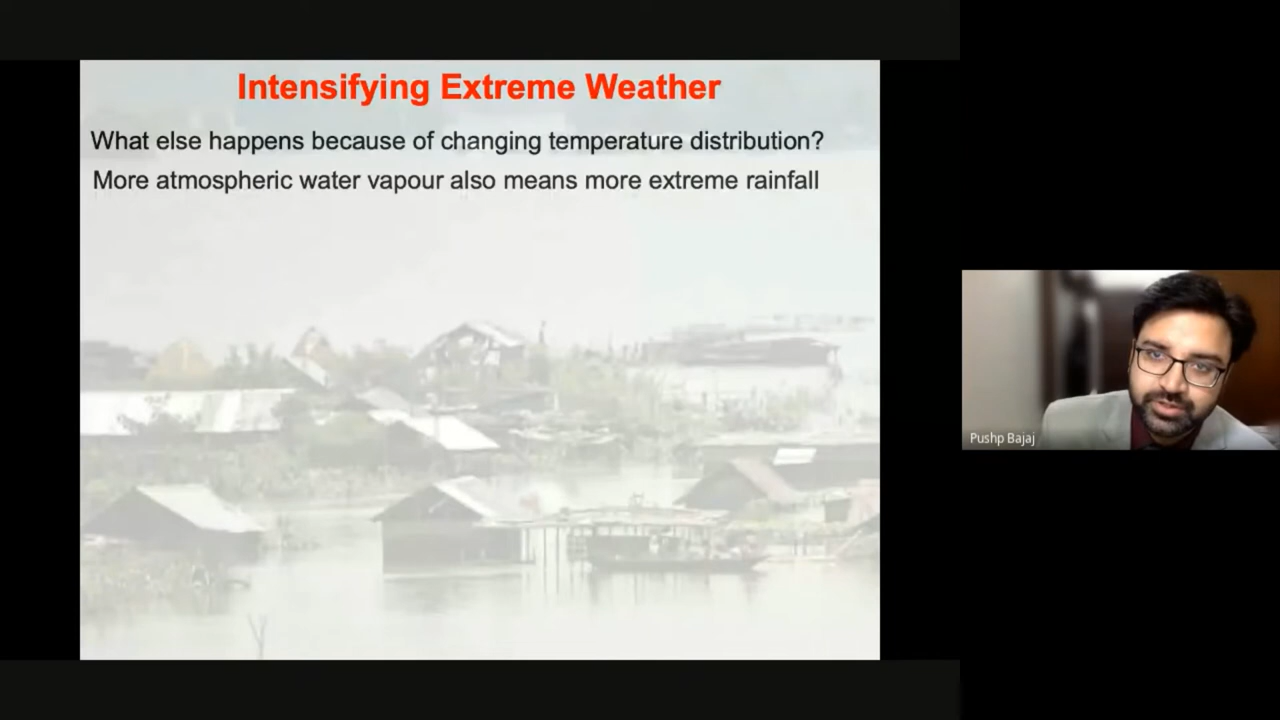 Intensifying Extreme Weather
What else happens because of changing temperature distribution?
More atmospheric water vapour also means more extreme rainfall
Pushp Bajaj